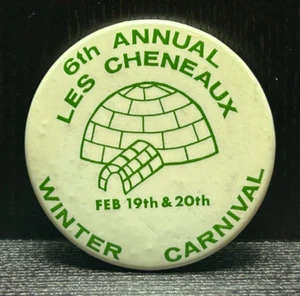 6th ANNUAL
LES CHENEAUX
FEB 19th & 20th
WINTER CARNIVAL